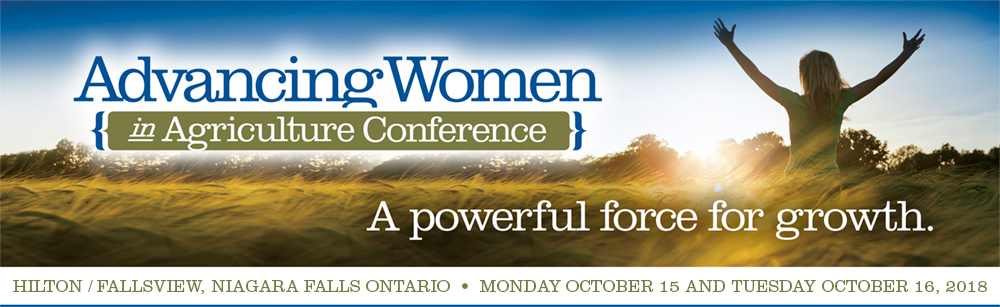 Advancing Women
{ in Agriculture Conference }
A powerful force for growth.
HILTON / FALLSVIEW, NIAGARA FALLS ONTARIO • MONDAY OCTOBER 15 AND TUESDAY OCTOBER 16, 2018